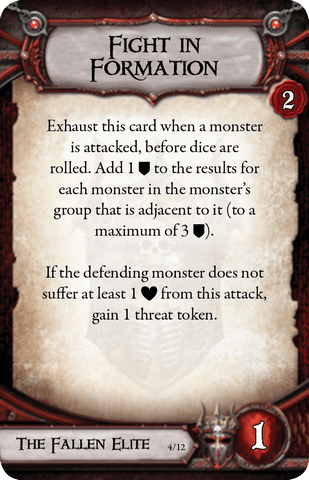 Fight in
Formation
2
Exhaust this card when a monster
is attacked, before dice are
rolled. Add 1 to the results for
each monster in the monster's
group that is adjacent to it (to a
maximum of 3 ).
If the defending monster does not
suffer at least 1 from this attack,
gain 1 threat token.
The Fallen Elite 4/12
1